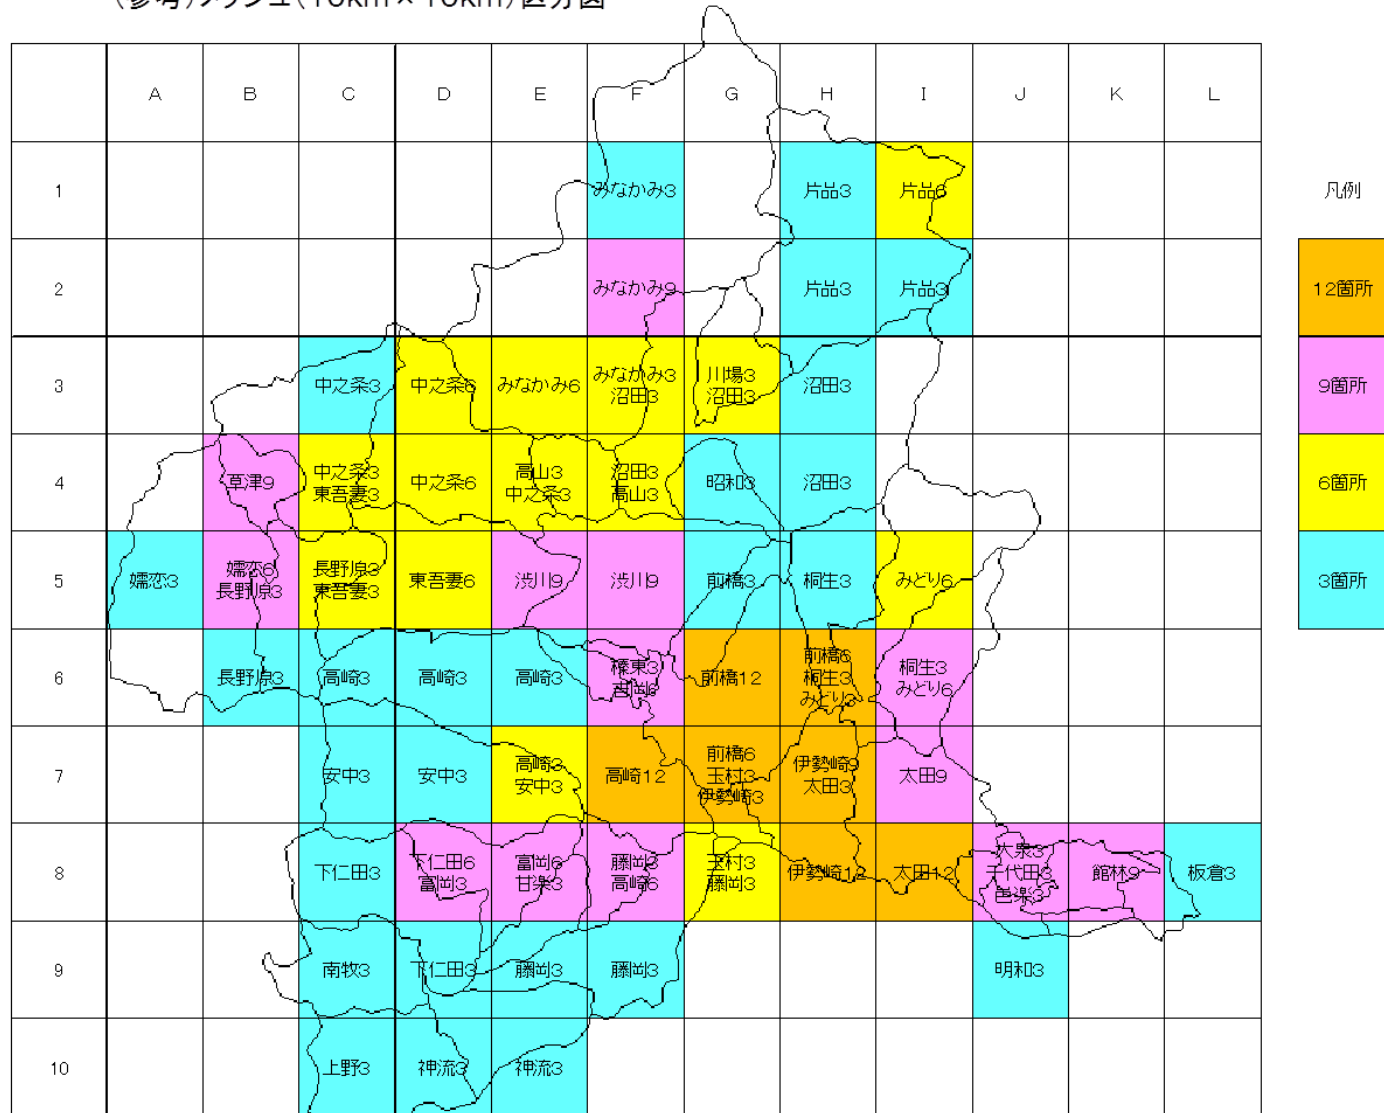 (参考)メッシュ(10km×10km)区分図
A B C D E F G H I J K L
1 みなかみ3 片品3 片品6 凡例
2 みなかみ9 片品3 片品3 12箇所
3 中之条3 中之条6 みなかみ6 みなかみ3 沼田3 川場3 沼田3 沼田3 9箇所
4 草津9 中之条3 東吾妻3 中之条6 高山3 中之条3 沼田3 高山3 昭和3 沼田3 6箇所
5 嬬恋3 嬬恋6 長野原3 長野原3 東吾妻3 東吾妻6 渋川9 渋川9 前橋3 桐生3 みどり6 3箇所
6 長野原3 高崎3 高崎3 高崎3 榛東3 吉岡6 前橋12 前橋6 桐生3 みどり3 桐生3 みどり6
7 安中3 安中3 高崎3 安中3 高崎12 前橋6 玉村3 伊勢崎3 伊勢崎9 太田3 太田9
8 下仁田3 下仁田6 富岡3 富岡6 甘楽3 藤岡3 高崎6 玉村3 藤岡3 伊勢崎12 太田12 大泉3 千代田3 邑楽3 館林9 板倉3
9 南牧3 下仁田3 藤岡3 藤岡3 明和3
10 上野3 神流3 神流3